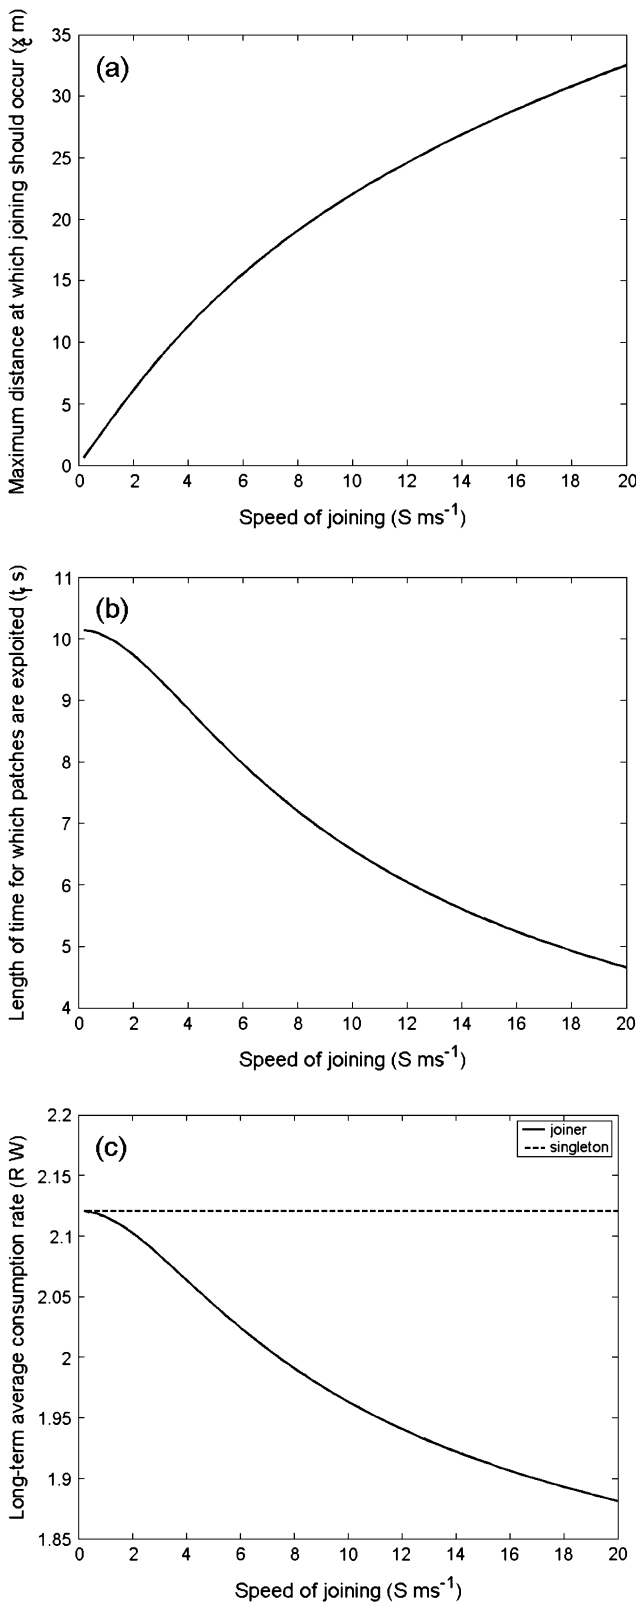 Maximum distance at which joining should occur (xc m)
(a)
35
30
25
20
15
10
5
0
0 2 4 6 8 10 12 14 16 18 20
Speed of joining (S ms-1)
Length of time for which patches are exploited (tI s)
(b)
11
10
9
8
7
6
5
4
0 2 4 6 8 10 12 14 16 18 20
Speed of joining (S ms-1)
Long-term average consumption rate (R W)
(c)
joiner
singleton
2.2
2.15
2.1
2.05
2
1.95
1.9
1.85
0 2 4 6 8 10 12 14 16 18 20
Speed of joining (S ms-1)